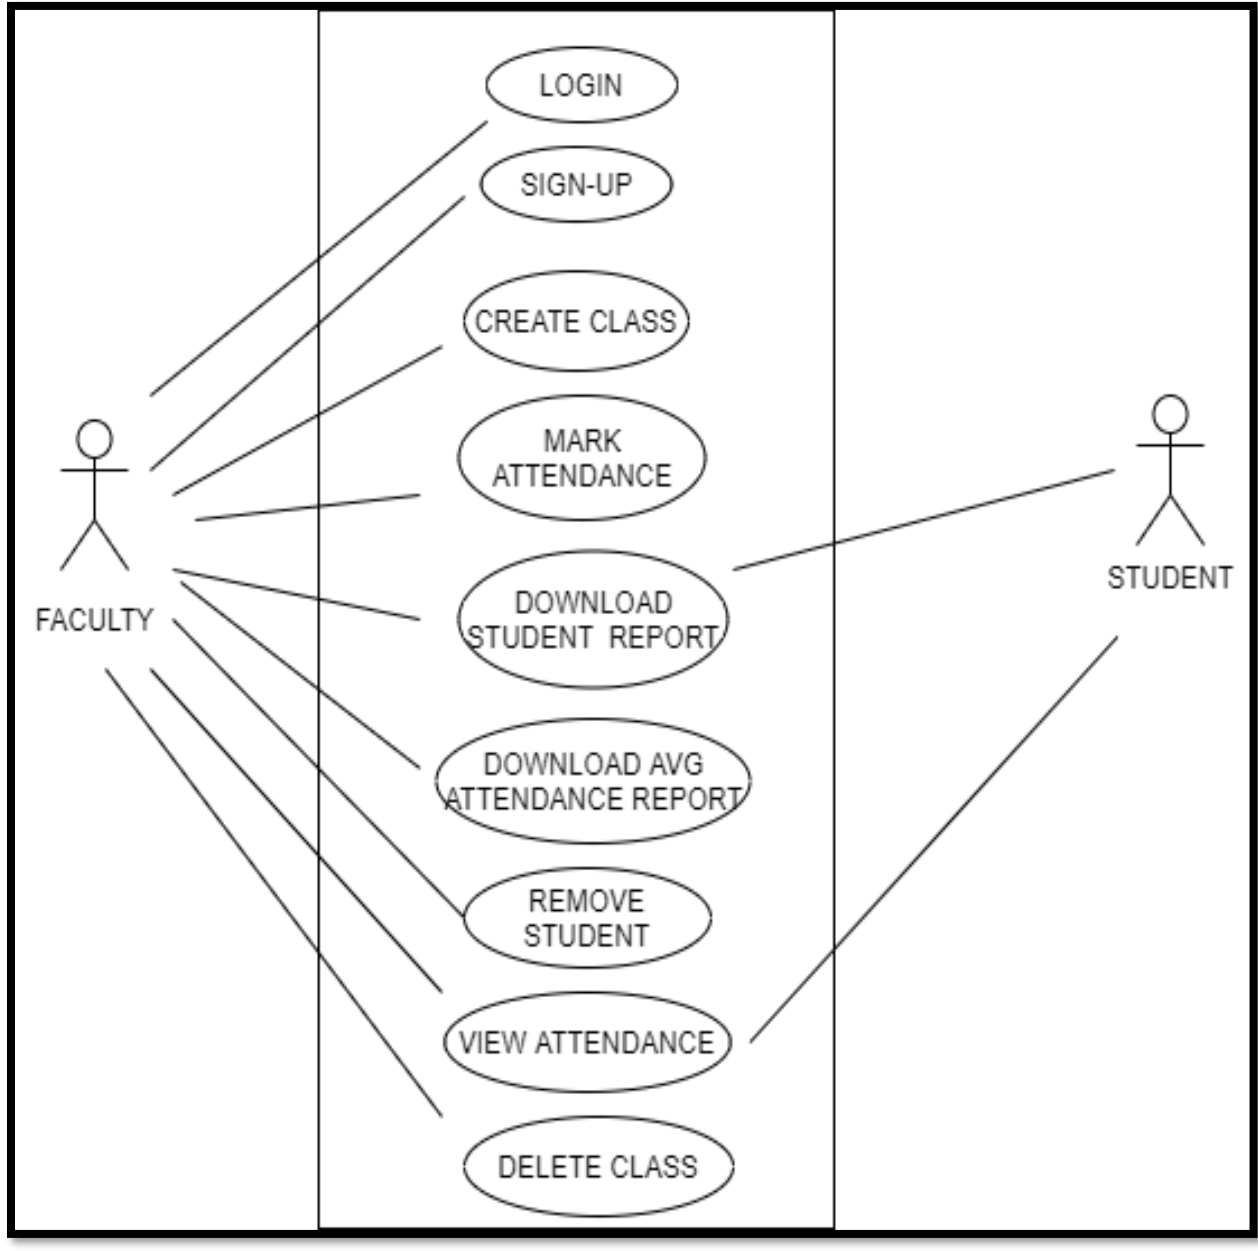 LOGIN
SIGN-UP
CREATE CLASS
MARK
ATTENDANCE
DOWNLOAD
STUDENT REPORT
DOWNLOAD AVG
ATTENDANCE REPORT
REMOVE
STUDENT
VIEW ATTENDANCE
DELETE CLASS
FACULTY
STUDENT